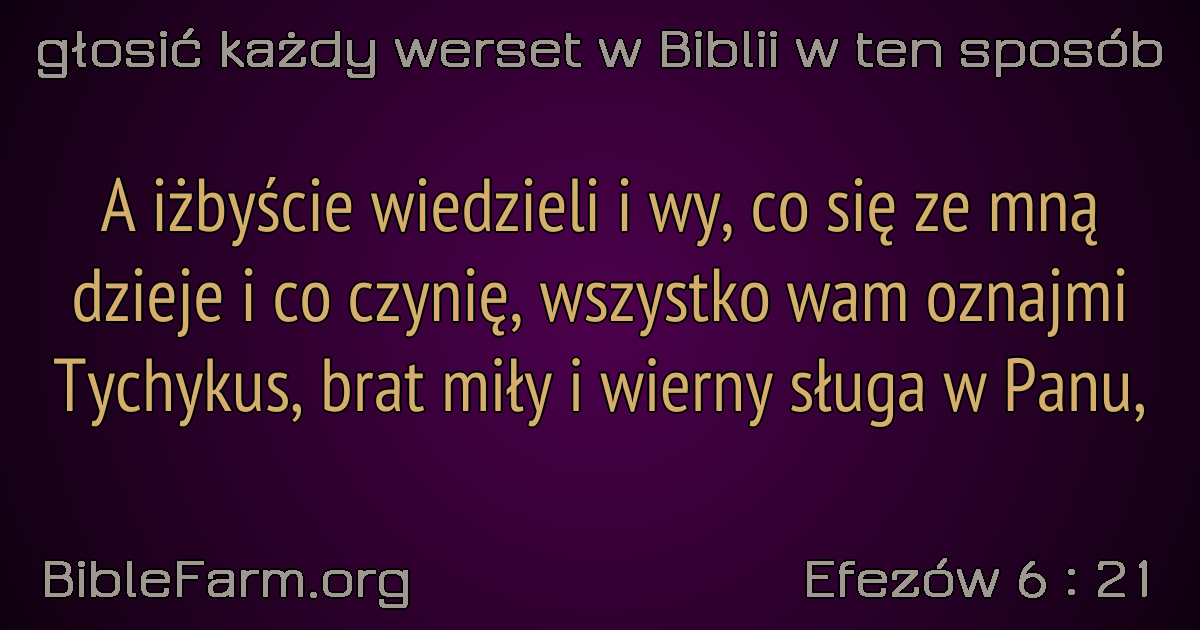 głosić każdy werset w Biblii w ten sposób
A iżbyście wiedzieli i wy, co się ze mną
dzieje i co czynię, wszystko wam oznajmi
Tychykus, brat miły i wierny sługa w Panu,
BibleFarm.org
Efezów 6 : 21